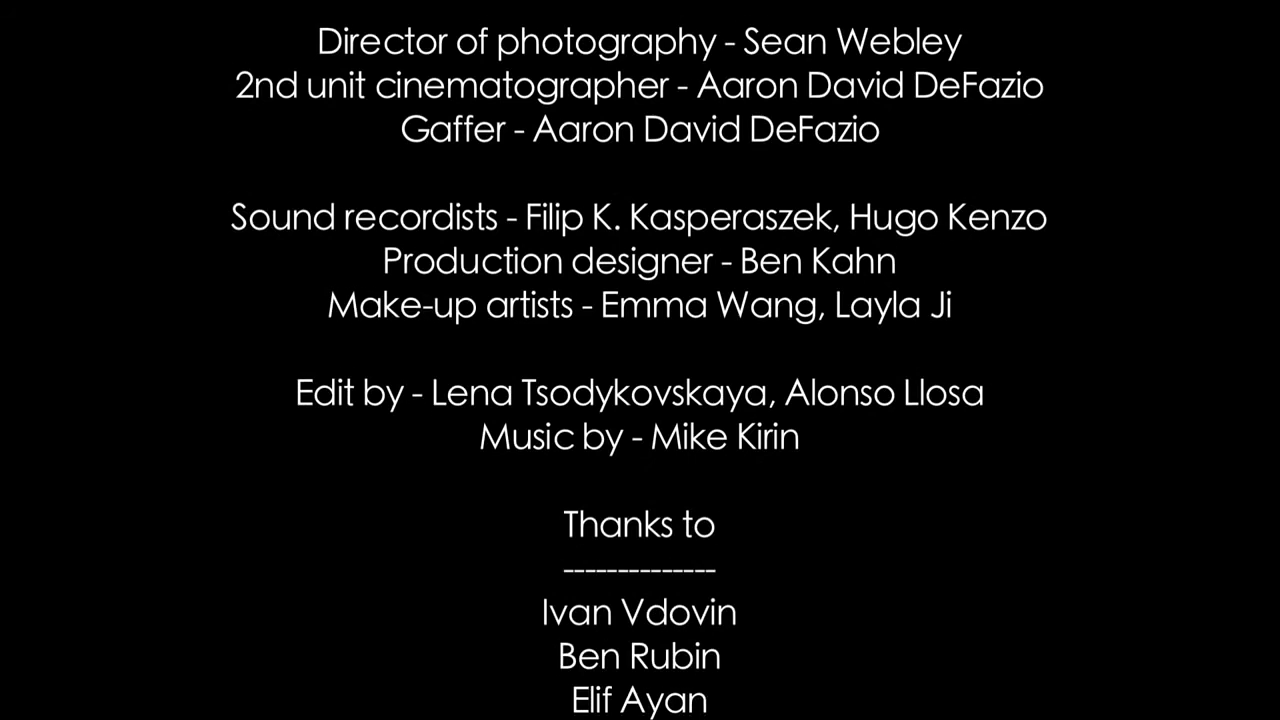 Director of photography - Sean Webley
2nd unit cinematographer - Aaron David DeFazio
Gaffer - Aaron David DeFazio
Sound recordists - Filip K. Kasperaszek, Hugo Kenzo
Production designer - Ben Kahn
Make-up artists - Emma Wang, Layla Ji
Edit by - Lena Tsodykovskaya, Alonso Llosa
Music by - Mike Kirin
Thanks to
--------------
Ivan Vdovin
Ben Rubin
Elif Ayan